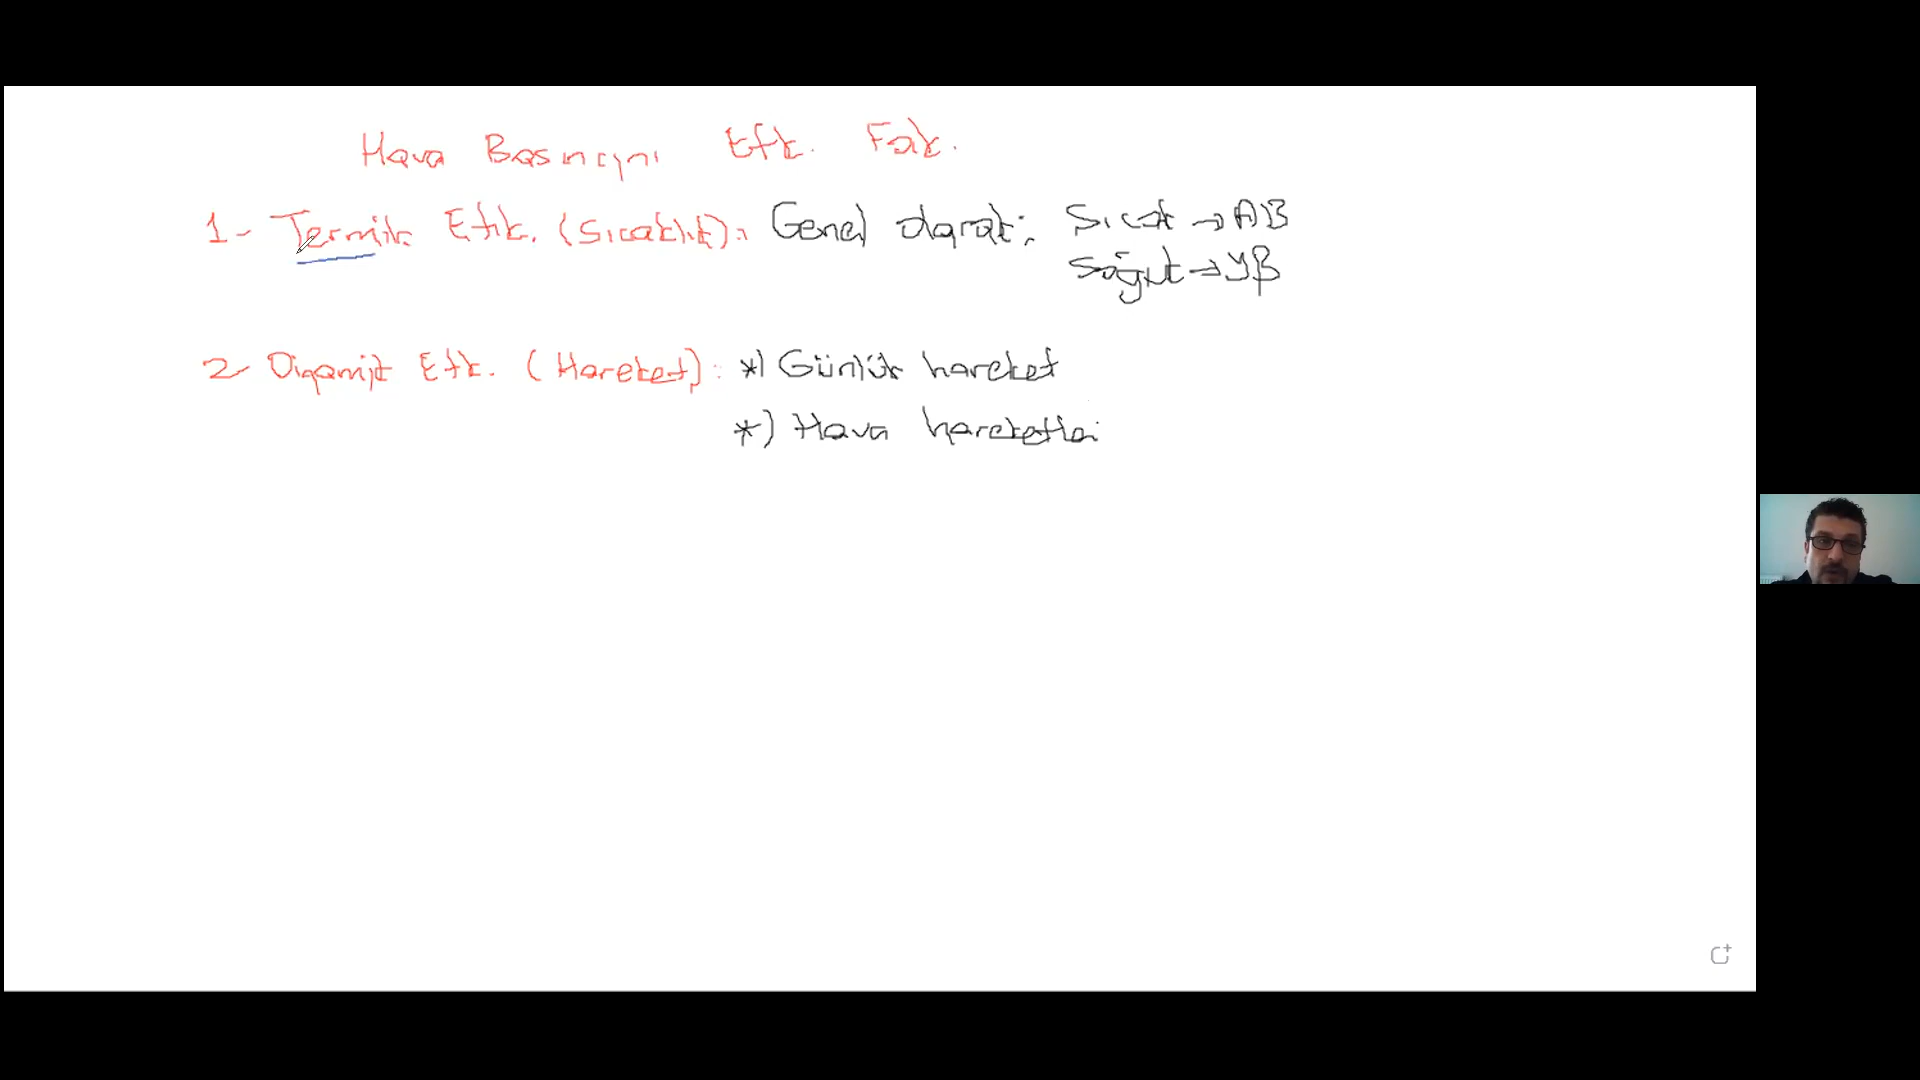 Hava Basıncını Etk. Fak.
1- Termik Etk. (Sıcaklık): Genel olarak: Sıcak → AB
Soğuk → YB
2- Dinamik Etk. (Hareket): *) Günlük hareket
*) Hava hareketleri